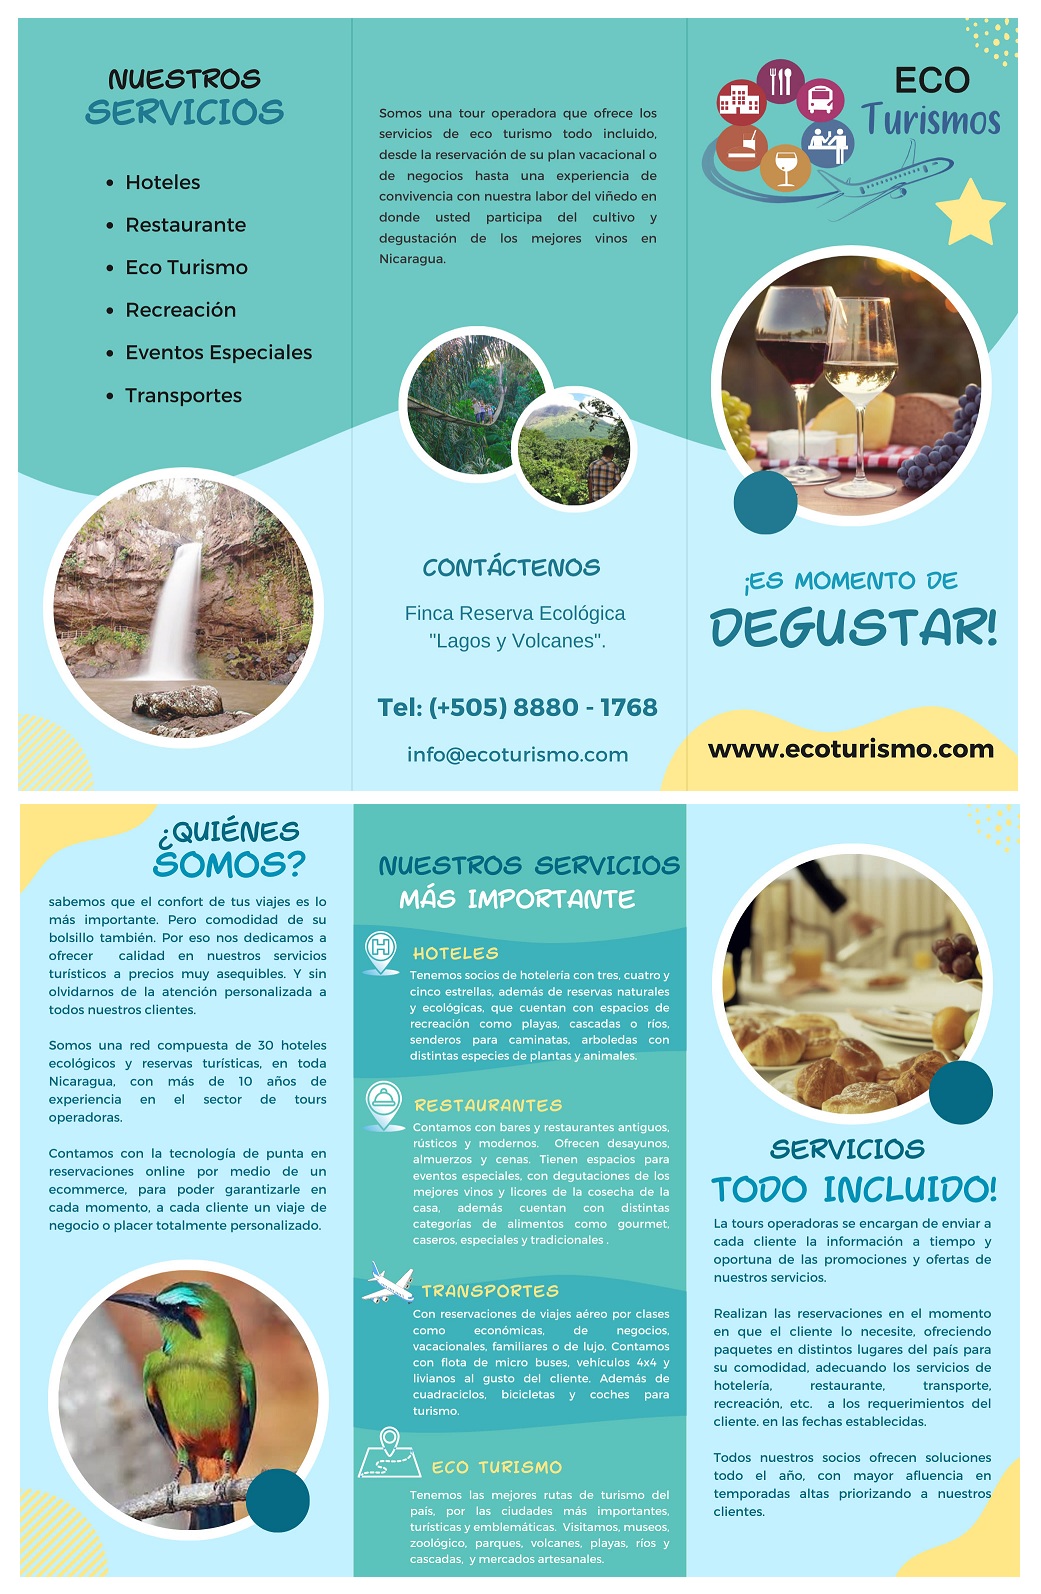 NUESTROS
SERVICIOS
• Hoteles
• Restaurante
• Eco Turismo
• Recreación
• Eventos Especiales
• Transportes
Somos una tour operadora que ofrece los
servicios de eco turismo todo incluido,
desde la reservación de su plan vacacional o
de negocios hasta una experiencia de
convivencia con nuestra labor del viñedo en
donde usted participa del cultivo y
degustación de los mejores vinos en
Nicaragua.
CONTÁCTENOS
Finca Reserva Ecológica
"Lagos y Volcanes".
Tel: (+505) 8880 - 1768
info@ecoturismo.com
ECO
Turismos
¡ES MOMENTO DE
DEGUSTAR!
www.ecoturismo.com
¿QUIÉNES
SOMOS?
sabemos que el confort de tus viajes es lo
más importante. Pero comodidad de su
bolsillo también. Por eso nos dedicamos a
ofrecer calidad en nuestros servicios
turísticos a precios muy asequibles. Y sin
olvidarnos de la atención personalizada a
todos nuestros clientes.
Somos una red compuesta de 30 hoteles
ecológicos y reservas turísticas, en toda
Nicaragua, con más de 10 años de
experiencia en el sector de tours
operadoras.
Contamos con la tecnología de punta en
reservaciones online por medio de un
ecommerce, para poder garantizarle en
cada momento, a cada cliente un viaje de
negocio o placer totalmente personalizado.
NUESTROS SERVICIOS
MÁS IMPORTANTE
H
HOTELES
Tenemos socios de hotelería con tres, cuatro y
cinco estrellas, además de reservas naturales
y ecológicas, que cuentan con espacios de
recreación como playas, cascadas o ríos,
senderos para caminatas, arboledas con
distintas especies de plantas y animales.
RESTAURANTES
Contamos con bares y restaurantes antiguos,
rústicos y modernos. Ofrecen desayunos,
almuerzos y cenas. Tienen espacios para
eventos especiales, con degutaciones de los
mejores vinos y licores de la cosecha de la
casa, además cuentan con distintas
categorías de alimentos como gourmet,
caseros, especiales y tradicionales .
TRANSPORTES
Con reservaciones de viajes aéreo por clases
como económicas, de negocios,
vacacionales, familiares o de lujo. Contamos
con flota de micro buses, vehículos 4x4 y
livianos al gusto del cliente. Además de
cuadraciclos, bicicletas y coches para
turismo.
ECO TURISMO
Tenemos las mejores rutas de turismo del
país, por las ciudades más importantes,
turísticas y emblemáticas. Visitamos, museos,
zoológico, parques, volcanes, playas, ríos y
cascadas, y mercados artesanales.
SERVICIOS
TODO INCLUIDO!
La tours operadoras se encargan de enviar a
cada cliente la información a tiempo y
oportuna de las promociones y ofertas de
nuestros servicios.
Realizan las reservaciones en el momento
en que el cliente lo necesite, ofreciendo
paquetes en distintos lugares del país para
su comodidad, adecuando los servicios de
hotelería, restaurante, transporte,
recreación, etc. a los requerimientos del
cliente. en las fechas establecidas.
Todos nuestros socios ofrecen soluciones
todo el año, con mayor afluencia en
temporadas altas priorizando a nuestros
clientes.